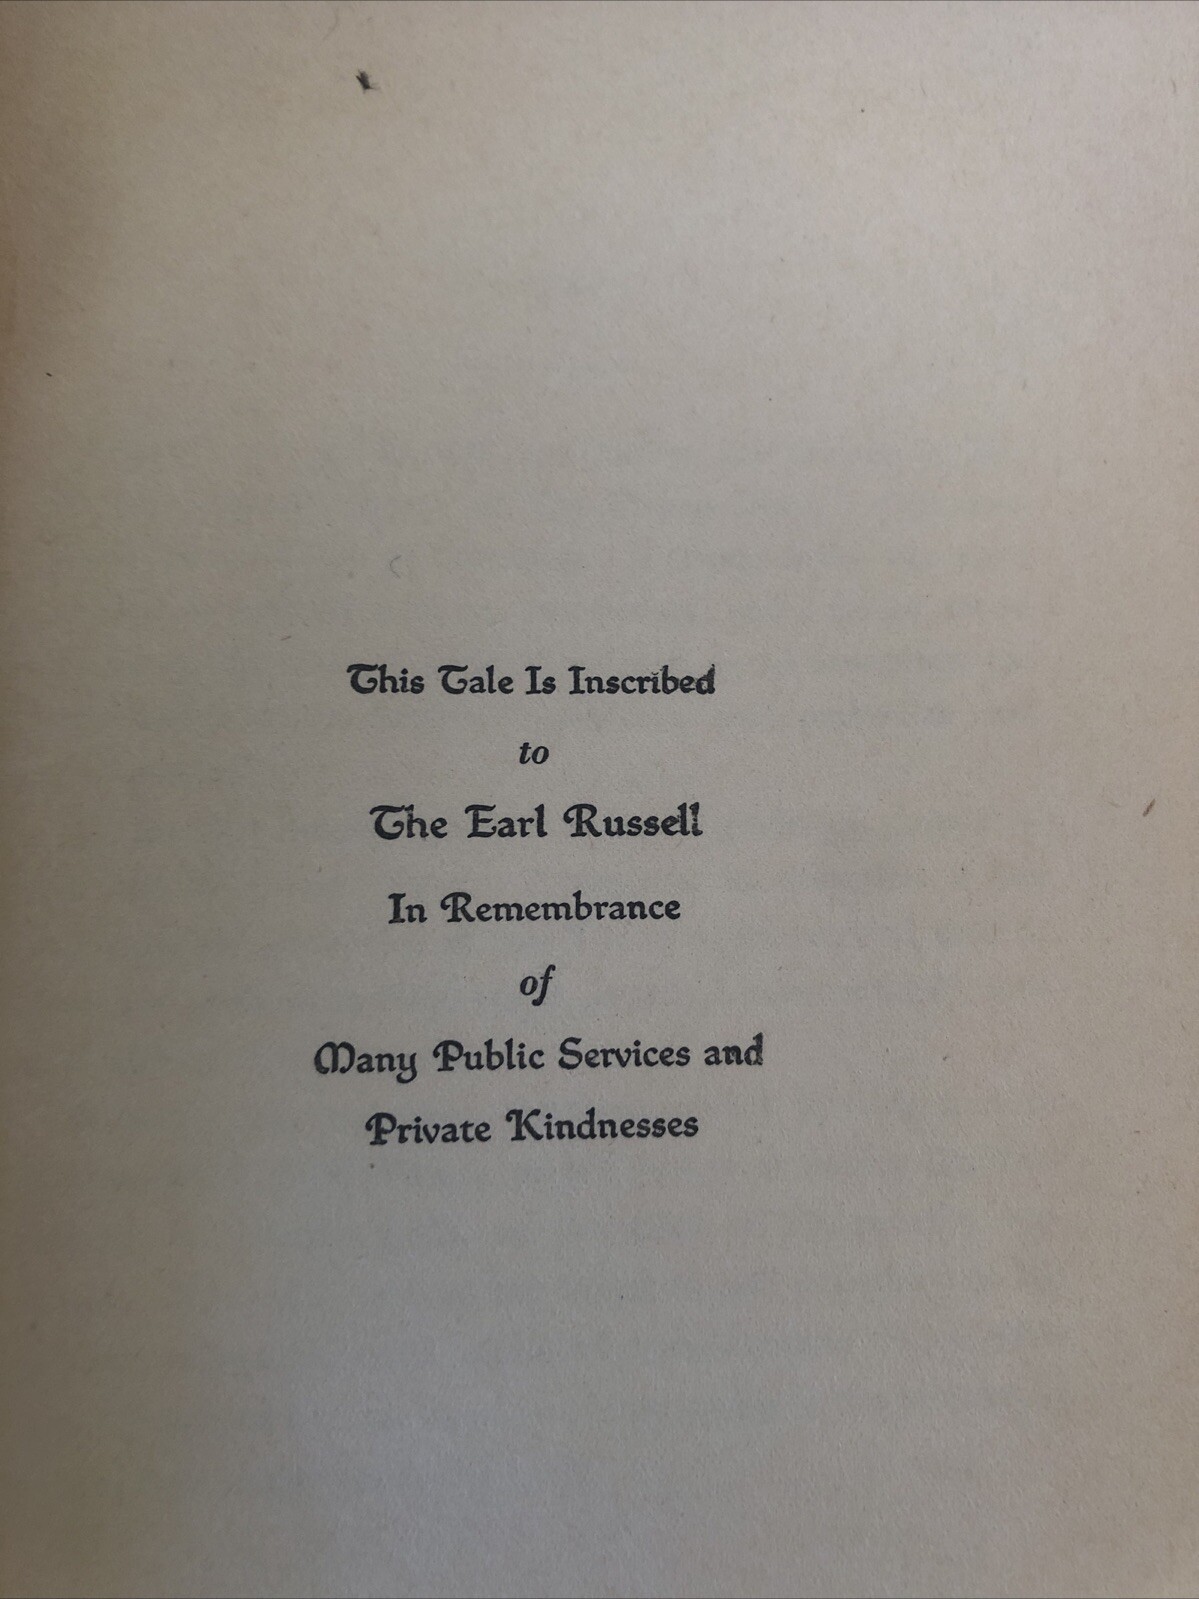 This Tale Is Inscribed
to
The Earl Russell
In Remembrance
of
Many Public Services and
Private Kindnesses